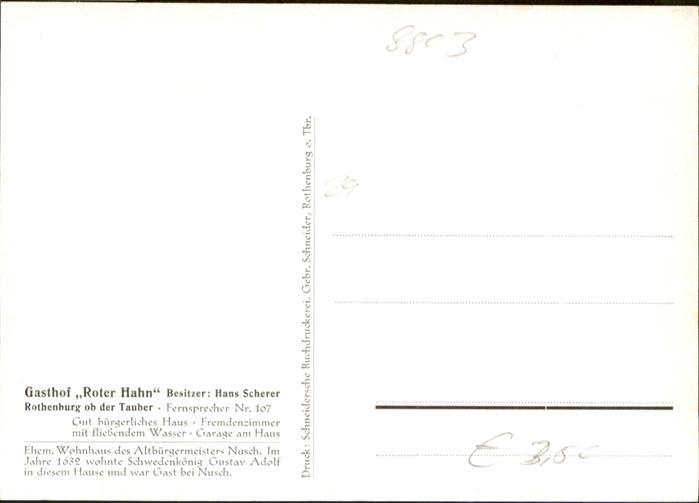 Gasthof „Roter Hahn“ Besitzer: Hans Scherer
Rothenburg ob der Tauber · Fernsprecher Nr. 107
Gut bürgerliches Haus · Fremdenzimmer
mit fließendem Wasser · Garage am Haus
Ehem. Wohnhaus des Altbürgermeisters Nusch. Im
Jahre 1632 wohnte Schwedenkönig Gustav Adolf
in diesem Hause und war Gast bei Nusch.
Druck: Schneidersche Buchdruckerei, Gebr. Schneider, Rothenburg o. Tbr.